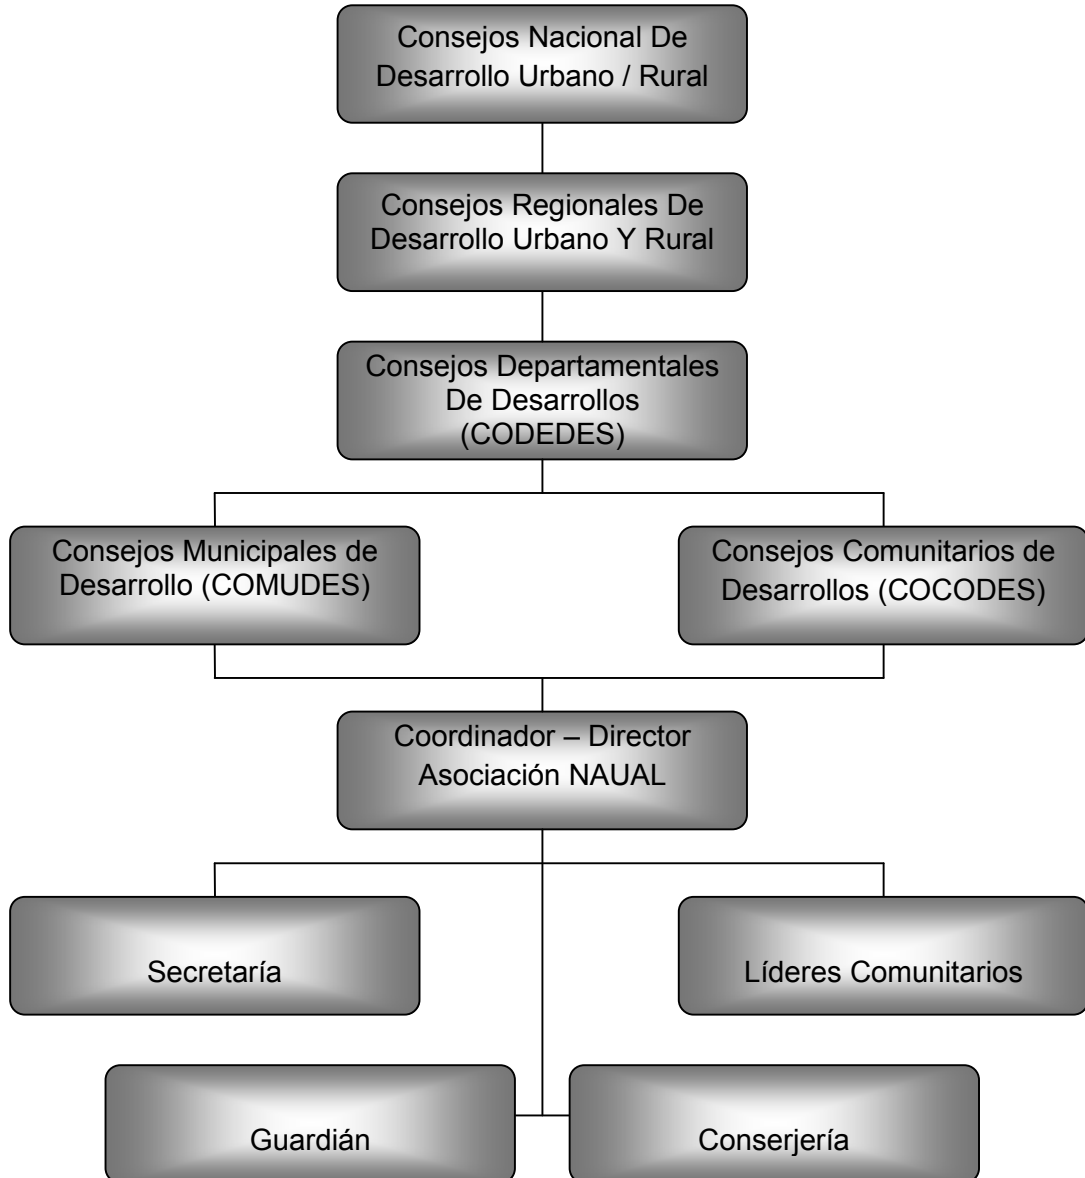 Consejos Nacional De
Desarrollo Urbano / Rural
Consejos Regionales De
Desarrollo Urbano Y Rural
Consejos Departamentales
De Desarrollos
(CODEDES)
Consejos Municipales de
Desarrollo (COMUDES)
Consejos Comunitarios de
Desarrollos (COCODES)
Coordinador – Director
Asociación NAUAL
Secretaría
Líderes Comunitarios
Guardián
Conserjería